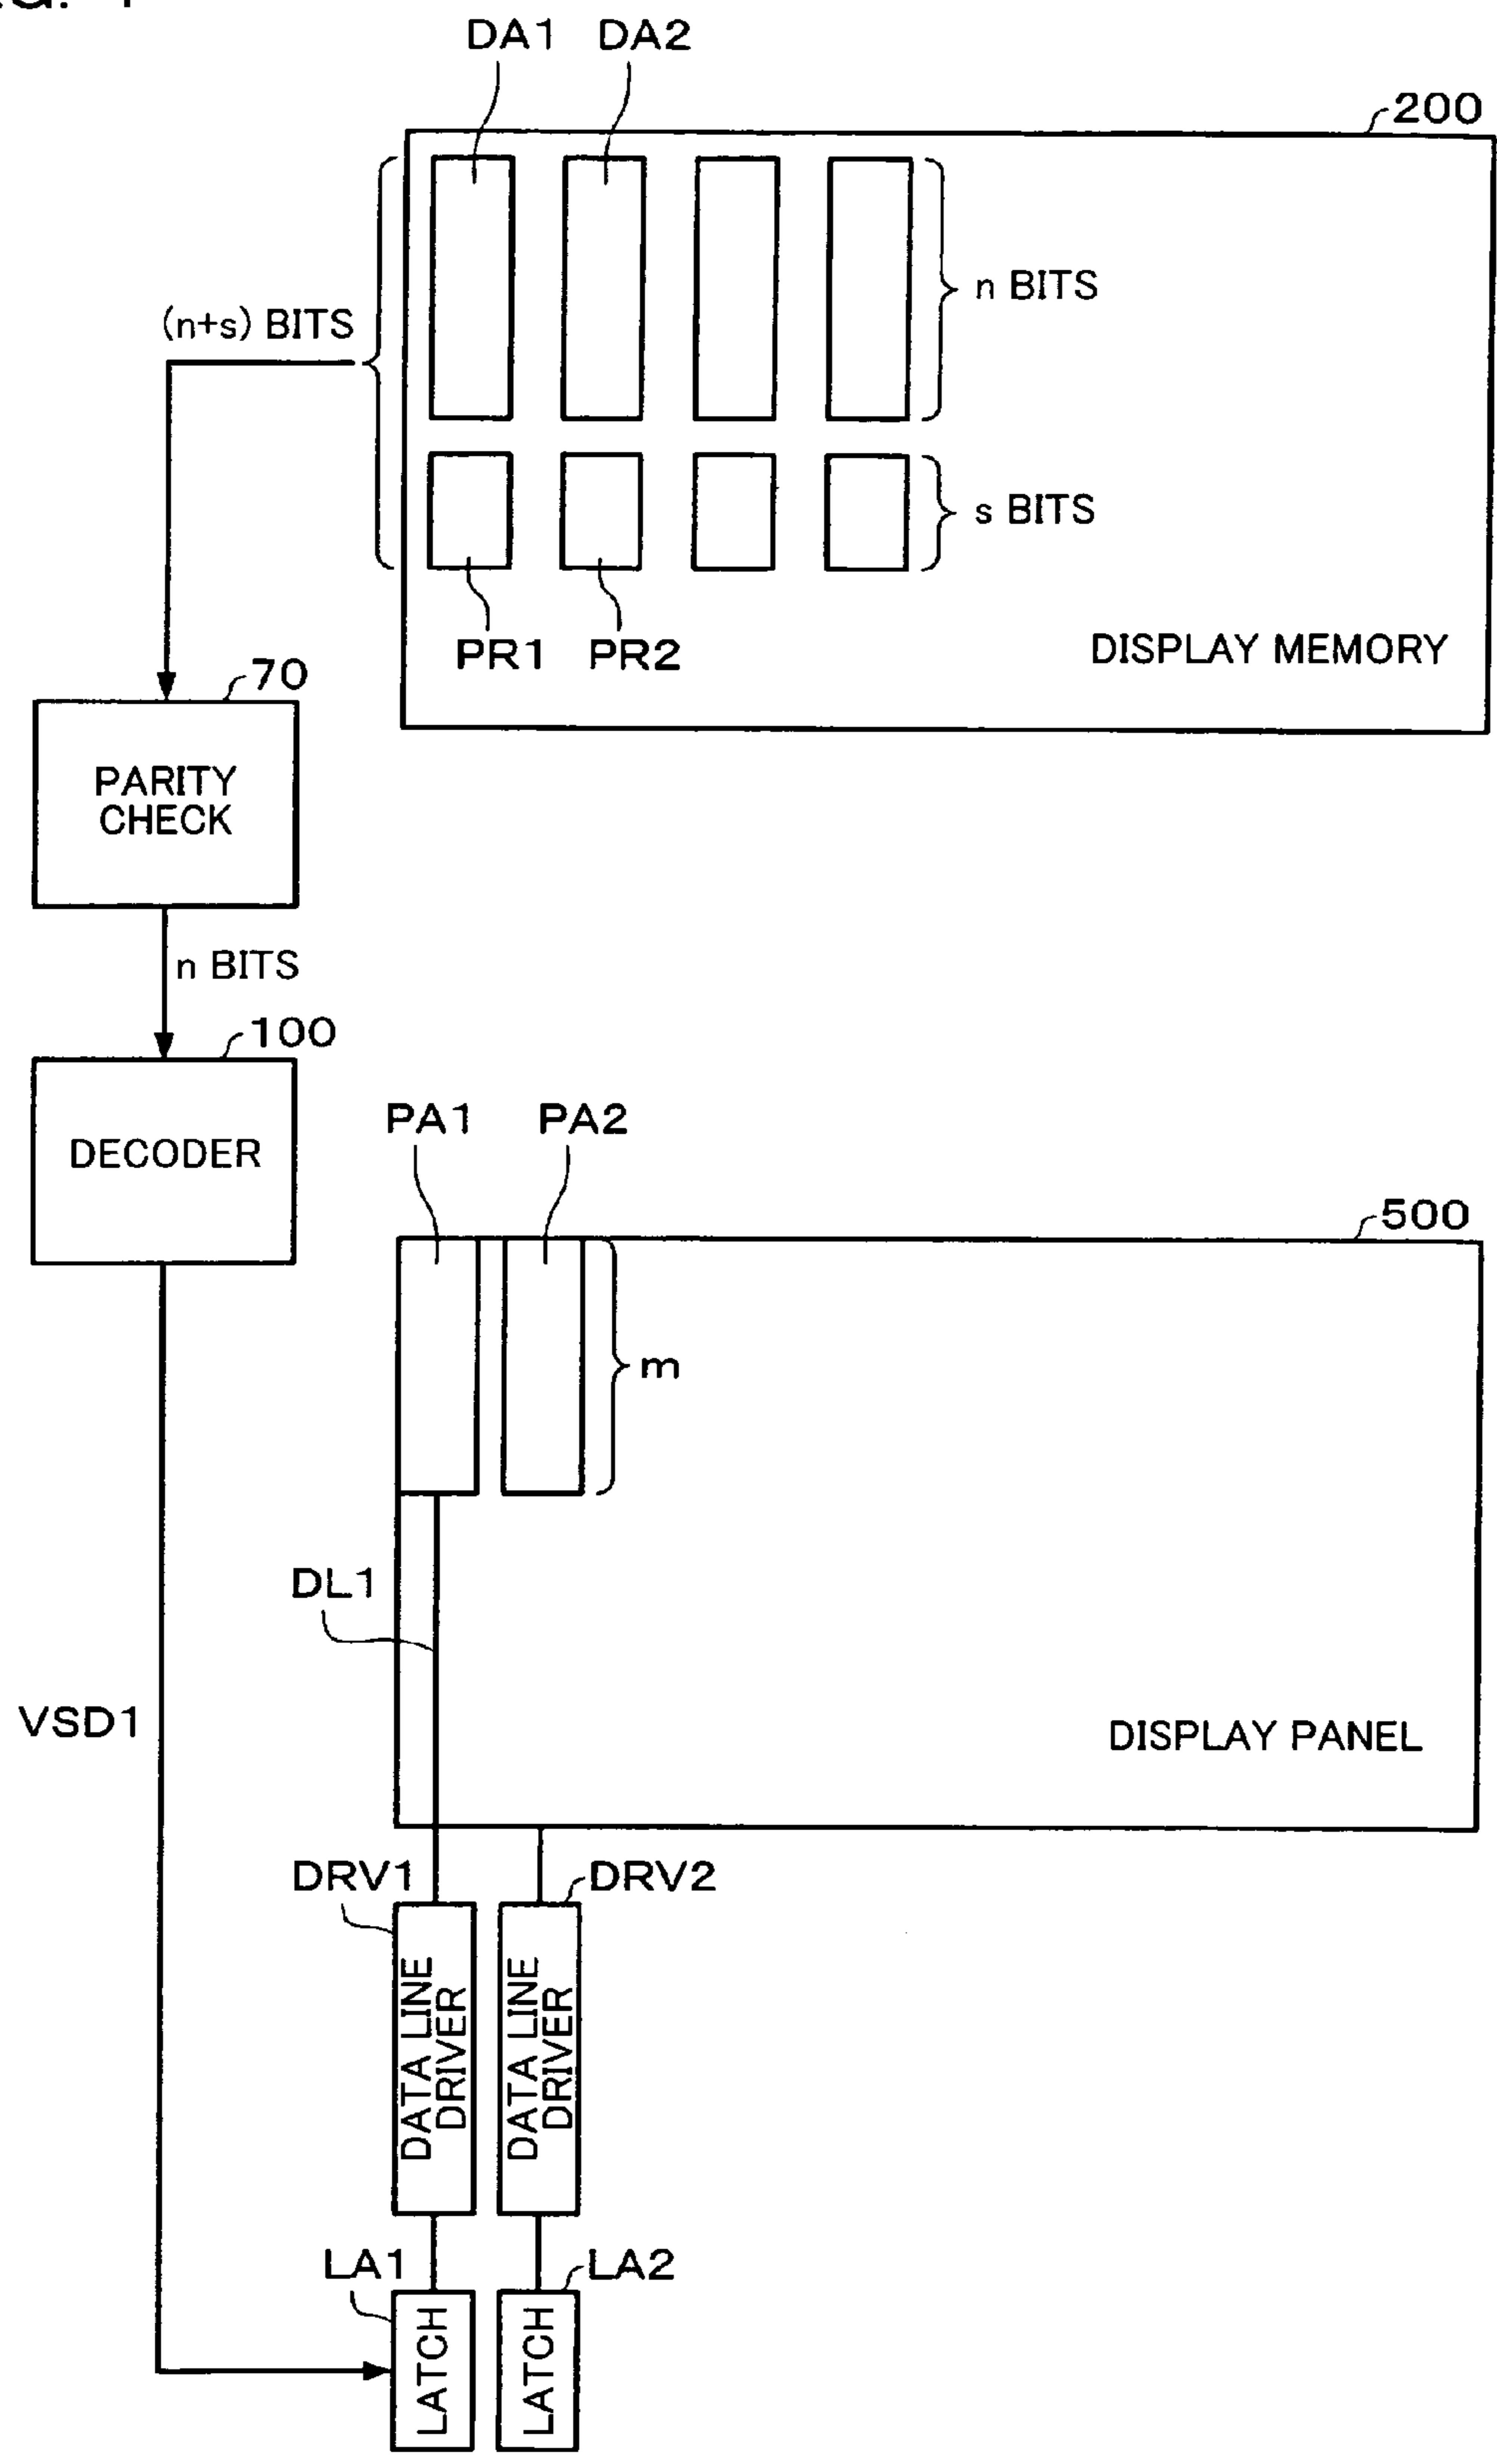 DA1 DA2
200
(n+s) BITS
n BITS
s BITS
PR1 PR2
DISPLAY MEMORY
70
PARITY
CHECK
n BITS
100
DECODER
PA1 PA2
500
m
DL1
VSD1
DISPLAY PANEL
DRV1
DRV2
DATA LINE
DRIVER
DATA LINE
DRIVER
LA1
LA2
LATCH
LATCH